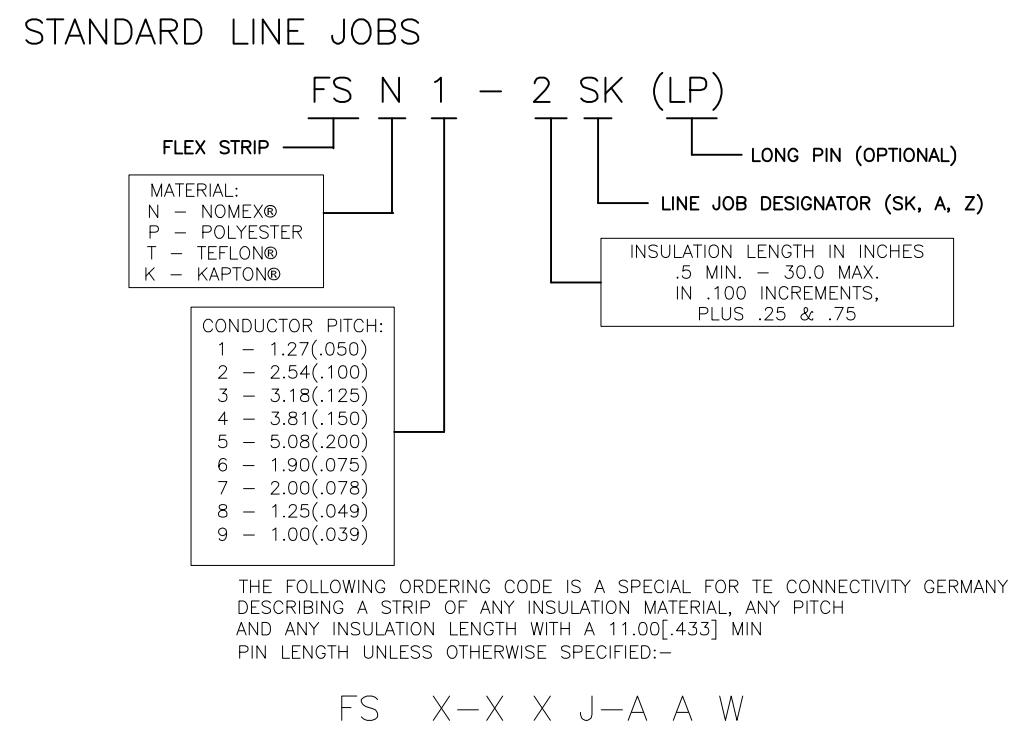 STANDARD LINE JOBS
FS N 1 - 2 SK (LP)
FLEX STRIP
LONG PIN (OPTIONAL)
MATERIAL:
N - NOMEX®
P - POLYESTER
T - TEFLON®
K - KAPTON®
LINE JOB DESIGNATOR (SK, A, Z)
INSULATION LENGTH IN INCHES
.5 MIN. - 30.0 MAX.
IN .100 INCREMENTS,
PLUS .25 & .75
CONDUCTOR PITCH:
1 - 1.27(.050)
2 - 2.54(.100)
3 - 3.18(.125)
4 - 3.81(.150)
5 - 5.08(.200)
6 - 1.90(.075)
7 - 2.00(.078)
8 - 1.25(.049)
9 - 1.00(.039)
THE FOLLOWING ORDERING CODE IS A SPECIAL FOR TE CONNECTIVITY GERMANY
DESCRIBING A STRIP OF ANY INSULATION MATERIAL, ANY PITCH
AND ANY INSULATION LENGTH WITH A 11.00[.433] MIN
PIN LENGTH UNLESS OTHERWISE SPECIFIED:-
FS X-X X J-A A W